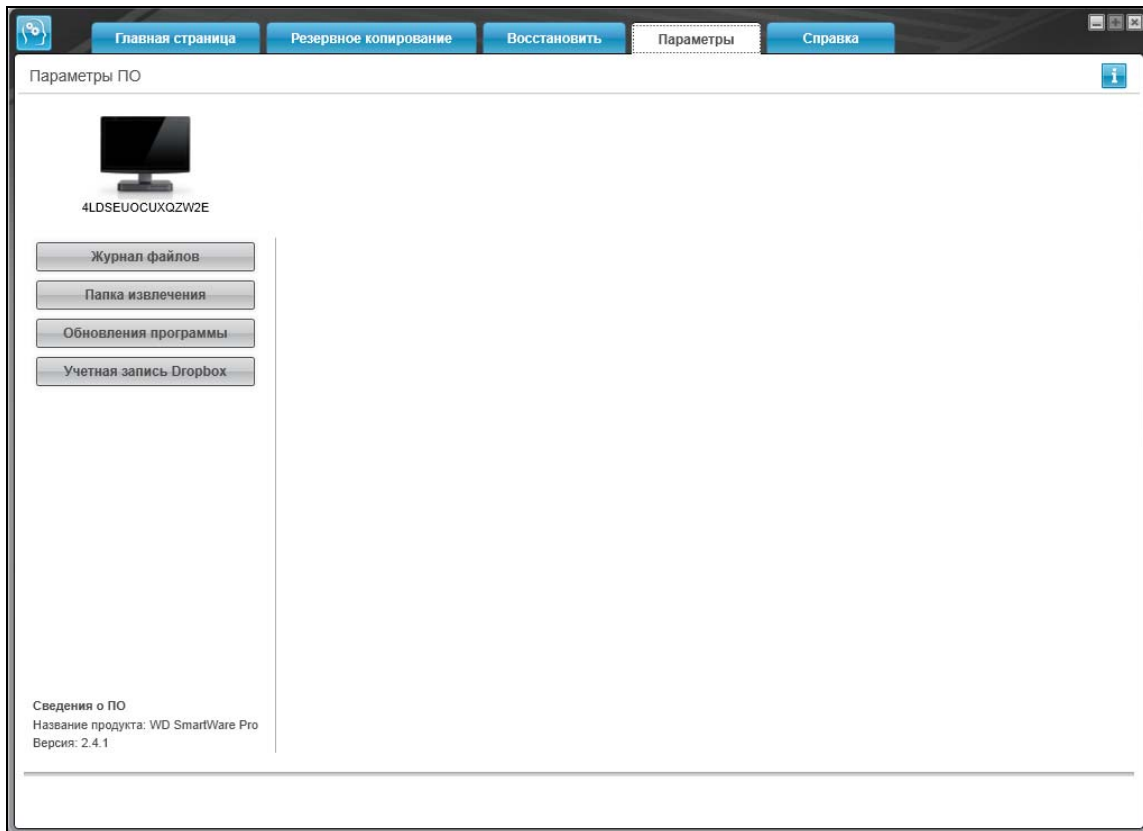 Главная страница
Резервное копирование
Восстановить
Параметры
Справка
Параметры ПО
i
4LDSEUOCUXQZW2E
Журнал файлов
Папка извлечения
Обновления программы
Учетная запись Dropbox
Сведения о ПО
Название продукта: WD SmartWare Pro
Версия: 2.4.1